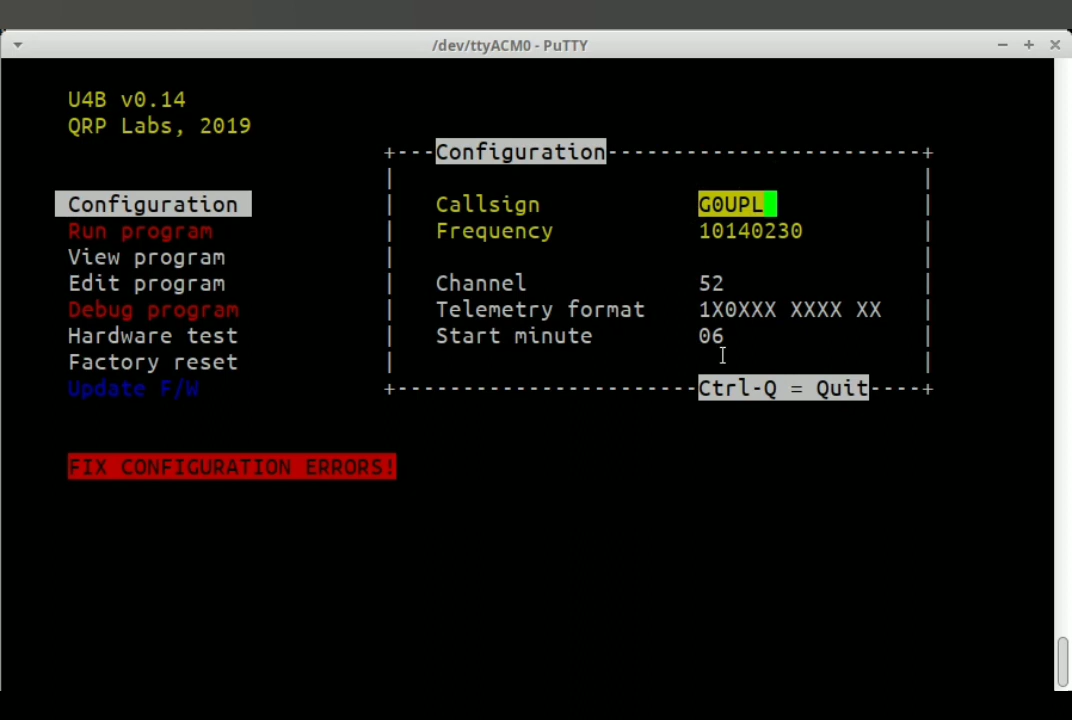 /dev/ttyACM0 - PuTTY
U4B v0.14
QRP Labs, 2019
Configuration
Run program
View program
Edit program
Debug program
Hardware test
Factory reset
Update F/W
+---Configuration------------------------+
Callsign G0UPL
Frequency 10140230
Channel 52
Telemetry format 1X0XXX XXXX XX
Start minute 06
+-----------------------Ctrl-Q = Quit----+
FIX CONFIGURATION ERRORS!